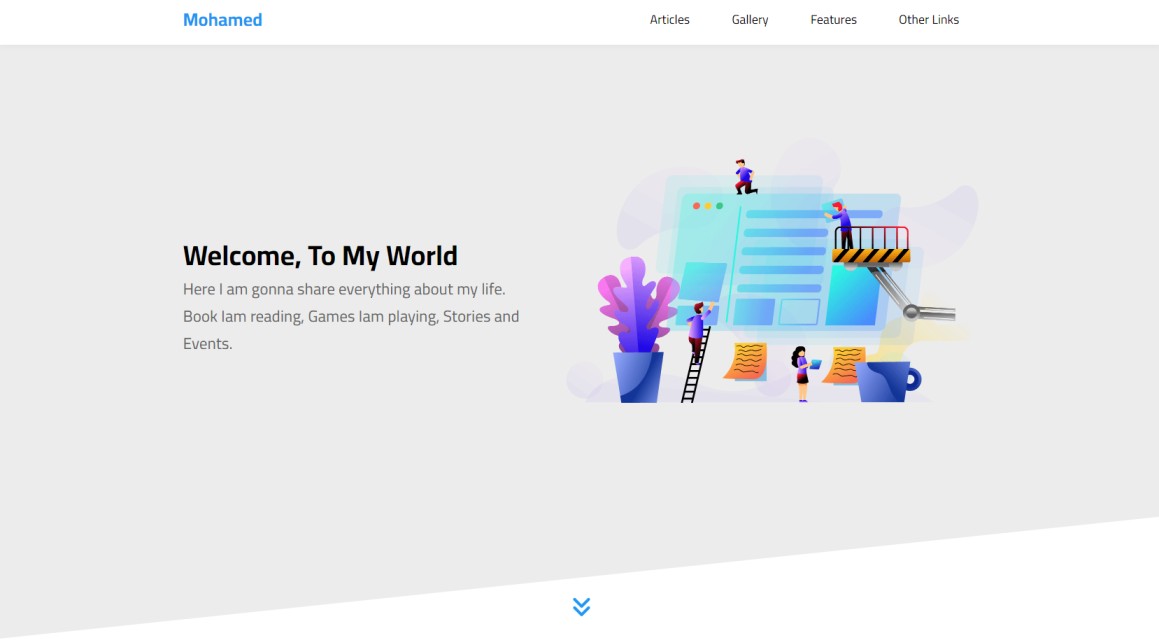 Mohamed
Articles
Gallery
Features
Other Links
Welcome, To My World
Here I am gonna share everything about my life.
Book Iam reading, Games Iam playing, Stories and
Events.